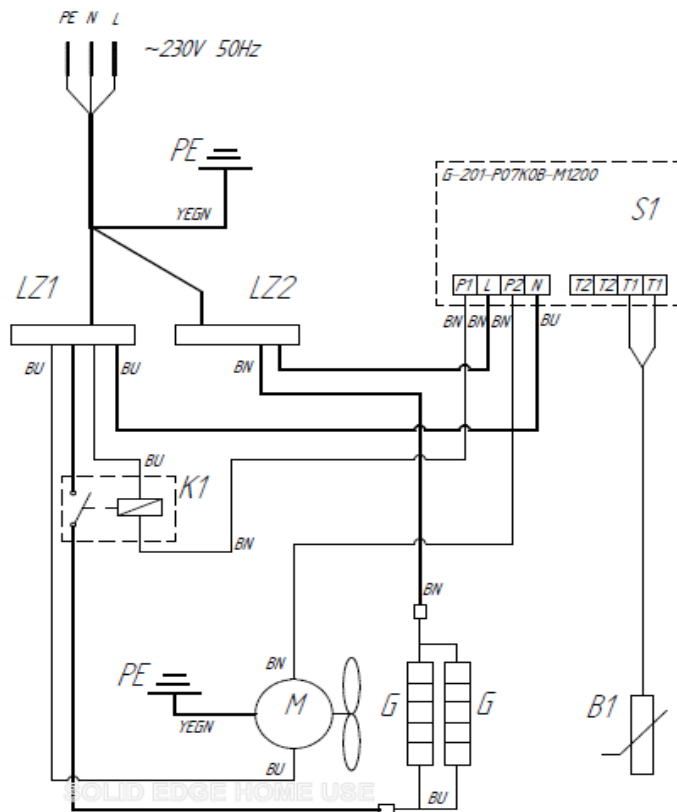 PE N L
~230V 50Hz
PE
YEGN
G-201-P07K0B-M1200
S1
P1 L P2 N
T2 T2 T1 T1
LZ1
LZ2
BN BN BN BU
BU
BU
BN
BU
K1
BN
BN
BN
PE
YEGN
M
G
G
B1
BU
BU
SOLID EDGE HOME USE